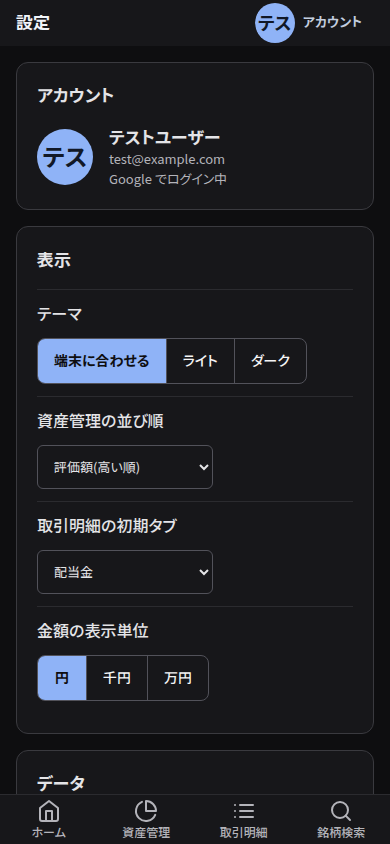 設定
テス アカウント
アカウント
テス
テストユーザー
test@example.com
Google でログイン中
表示
テーマ
端末に合わせる ライト ダーク
資産管理の並び順
評価額(高い順)
取引明細の初期タブ
配当金
金額の表示単位
円 千円 万円
データ
ホーム 資産管理 取引明細 銘柄検索